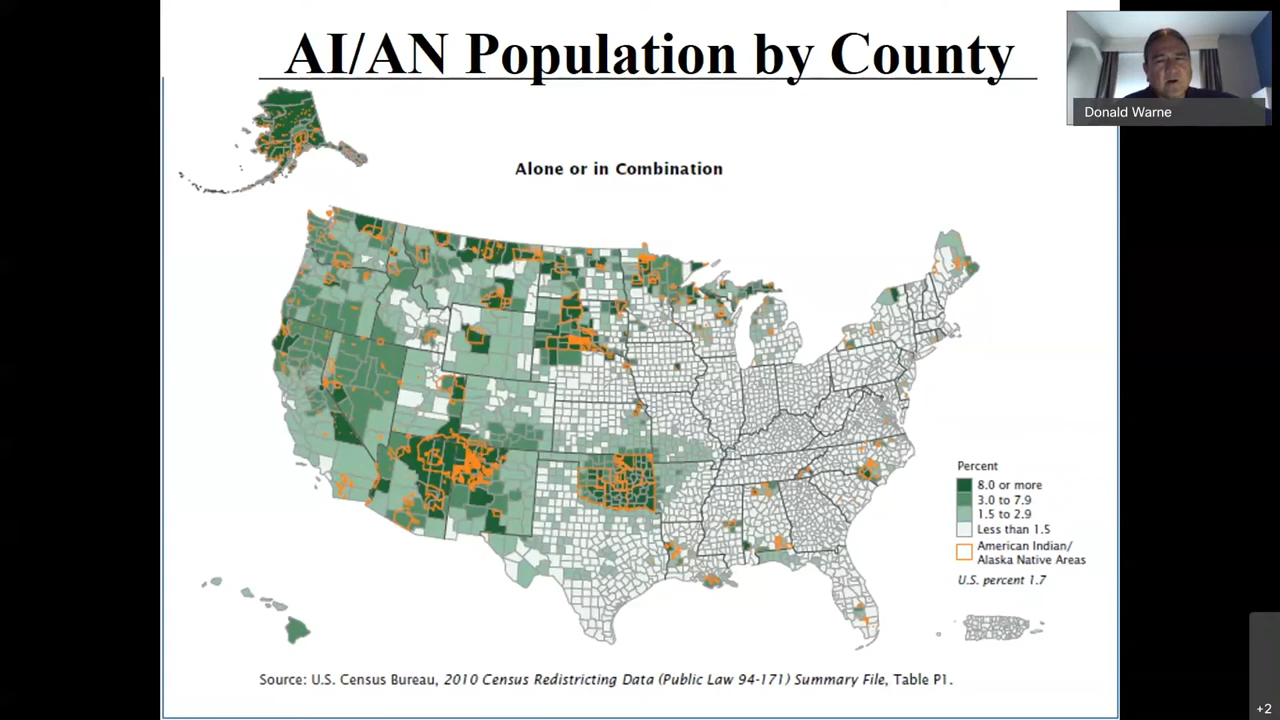 AI/AN Population by County
Donald Warne
Alone or in Combination
Percent
8.0 or more
3.0 to 7.9
1.5 to 2.9
Less than 1.5
American Indian/
Alaska Native Areas
U.S. percent 1.7
Source: U.S. Census Bureau, 2010 Census Redistricting Data (Public Law 94-171) Summary File, Table P1.
+2